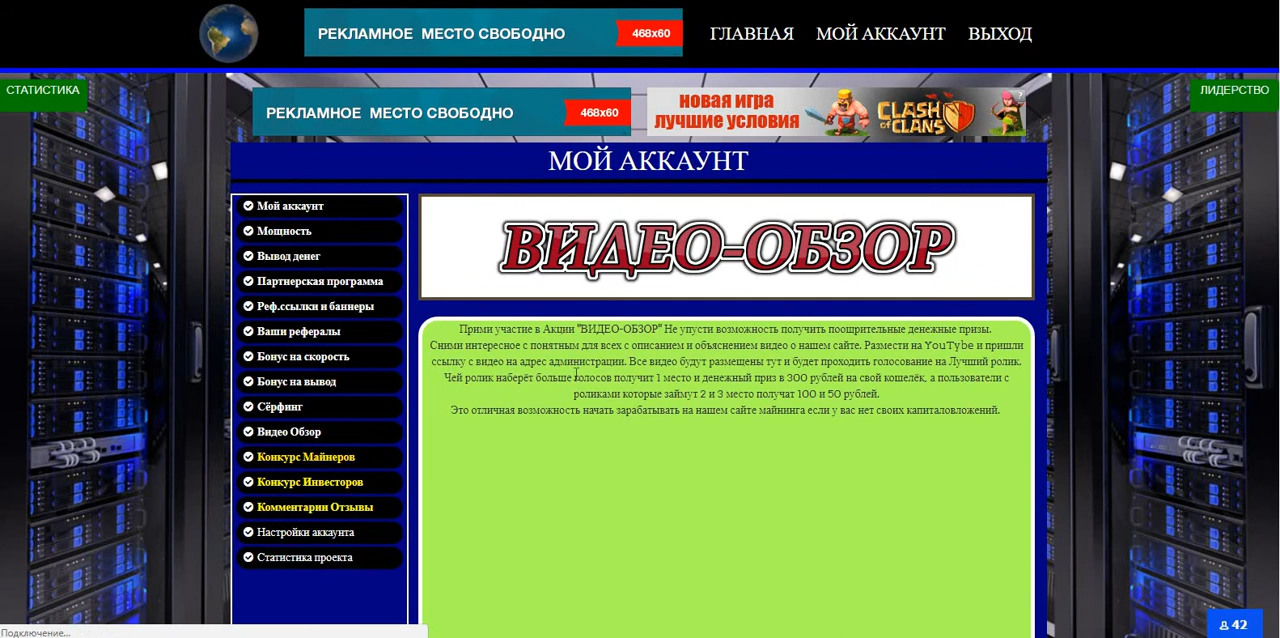 РЕКЛАМНОЕ МЕСТО СВОБОДНО 468x60
ГЛАВНАЯ МОЙ АККАУНТ ВЫХОД
СТАТИСТИКА
ЛИДЕРСТВО
РЕКЛАМНОЕ МЕСТО СВОБОДНО 468x60
НОВАЯ ИГРА
ЛУЧШИЕ УСЛОВИЯ
CLASH
OF CLANS
?
МОЙ АККАУНТ
Мой аккаунт
Мощность
Вывод денег
Партнерская программа
Реф.ссылки и баннеры
Ваши рефералы
Бонус на скорость
Бонус на вывод
Сёрфинг
Видео Обзор
Конкурс Майнеров
Конкурс Инвесторов
Комментарии Отзывы
Настройки аккаунта
Статистика проекта
ВИДЕО-ОБЗОР
Прими участие в Акции "ВИДЕО-ОБЗОР" Не упусти возможность получить поощрительные денежные призы.
Сними интересное с понятным для всех с описанием и объяснением видео о нашем сайте. Размести на YouTybe и пришли
ссылку с видео на адрес администрации. Все видео будут размещены тут и будет проходить голосование на Лучший ролик.
Чей ролик наберёт больше голосов получит 1 место и денежный приз в 300 рублей на свой кошелёк, а пользователи с
роликами которые займут 2 и 3 место получат 100 и 50 рублей.
Это отличная возможность начать зарабатывать на нашем сайте майнинга если у вас нет своих капиталовложений.
Подключение...
42